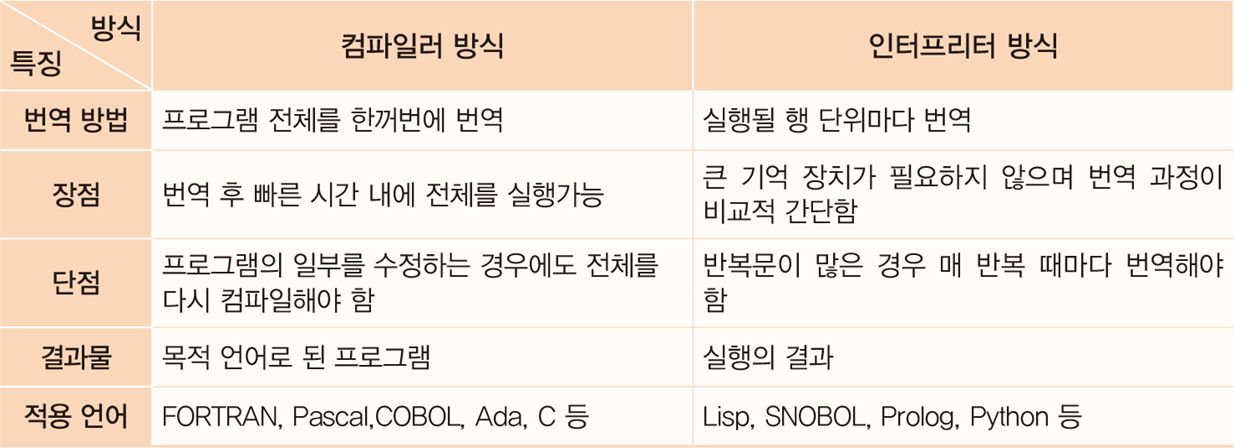 방식
특징
컴파일러 방식
인터프리터 방식
번역 방법
프로그램 전체를 한꺼번에 번역
실행될 행 단위마다 번역
장점
번역 후 빠른 시간 내에 전체를 실행가능
큰 기억 장치가 필요하지 않으며 번역 과정이
비교적 간단함
단점
프로그램의 일부를 수정하는 경우에도 전체를
다시 컴파일해야 함
반복문이 많은 경우 매 반복 때마다 번역해야
함
결과물
목적 언어로 된 프로그램
실행의 결과
적용 언어
FORTRAN, Pascal,COBOL, Ada, C 등
Lisp, SNOBOL, Prolog, Python 등